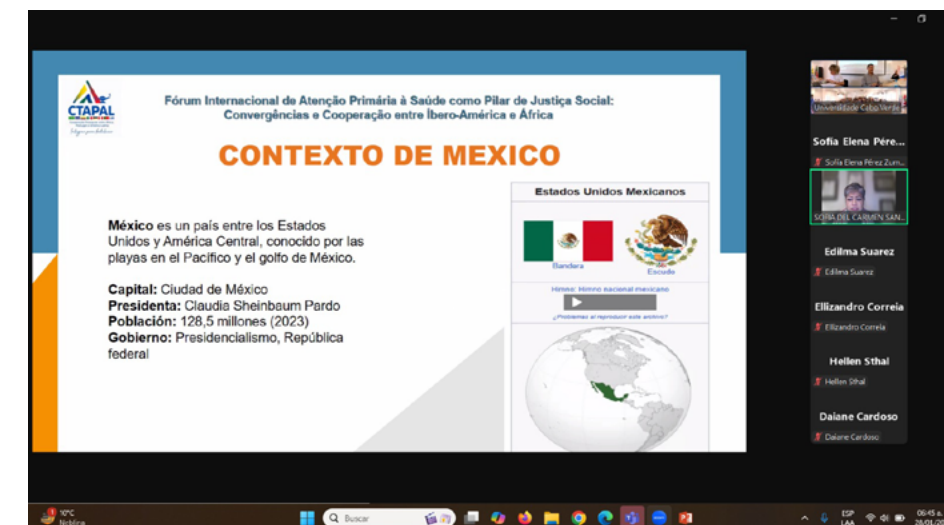 CTAPAL
Fórum Internacional de Atenção Primária à Saúde como Pilar de Justiça Social:
Convergências e Cooperação entre Íbero-América e África
CONTEXTO DE MEXICO
México es un país entre los Estados
Unidos y América Central, conocido por las
playas en el Pacífico y el golfo de México.
Capital: Ciudad de México
Presidenta: Claudia Sheinbaum Pardo
Población: 128,5 millones (2023)
Gobierno: Presidencialismo, República
federal
Estados Unidos Mexicanos
Bandera
Escudo
Himno: Himno nacional mexicano
¿Problemas al reproducir este archivo?
Universidade Cabo Verde
Sofia Elena Pére...
Sofia Elena Pérez Zum...
SOFIA DEL CARMEN SAN...
Edilma Suarez
Edilma Suarez
Ellizandro Correia
Ellizandro Correia
Hellen Sthal
Hellen Sthal
Daiane Cardoso
Daiane Cardoso
10°C
Neblina
Buscar
ESP
LAA
06:45 a.